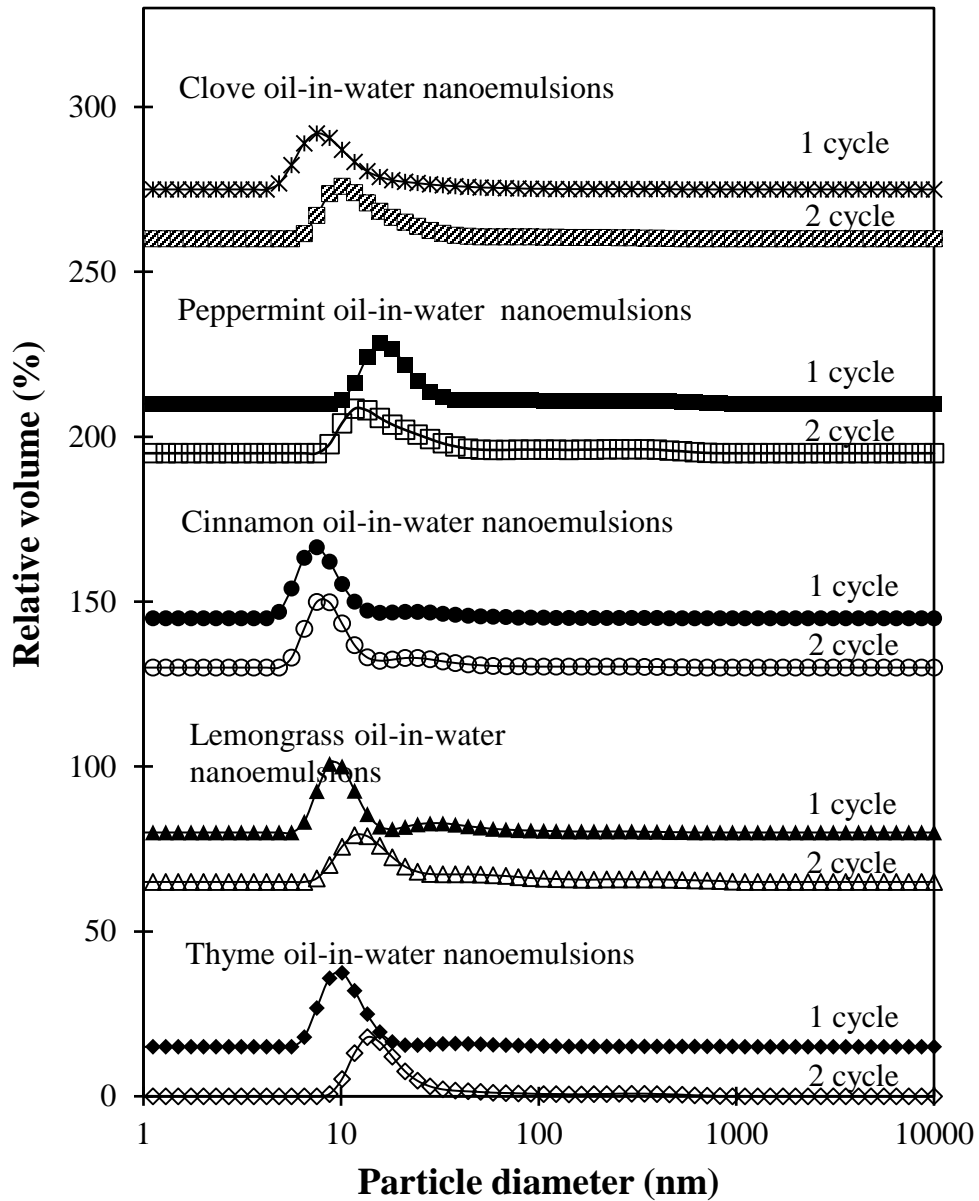 Clove oil-in-water nanoemulsions
300
1 cycle
2 cycle
250
Peppermint oil-in-water nanoemulsions
1 cycle
200
2 cycle
Cinnamon oil-in-water nanoemulsions
1 cycle
150
2 cycle
Lemongrass oil-in-water
nanoemulsions
100
1 cycle
2 cycle
50
Thyme oil-in-water nanoemulsions
1 cycle
2 cycle
0
1 10 100 1000 10000
Particle diameter (nm)
Relative volume (%)